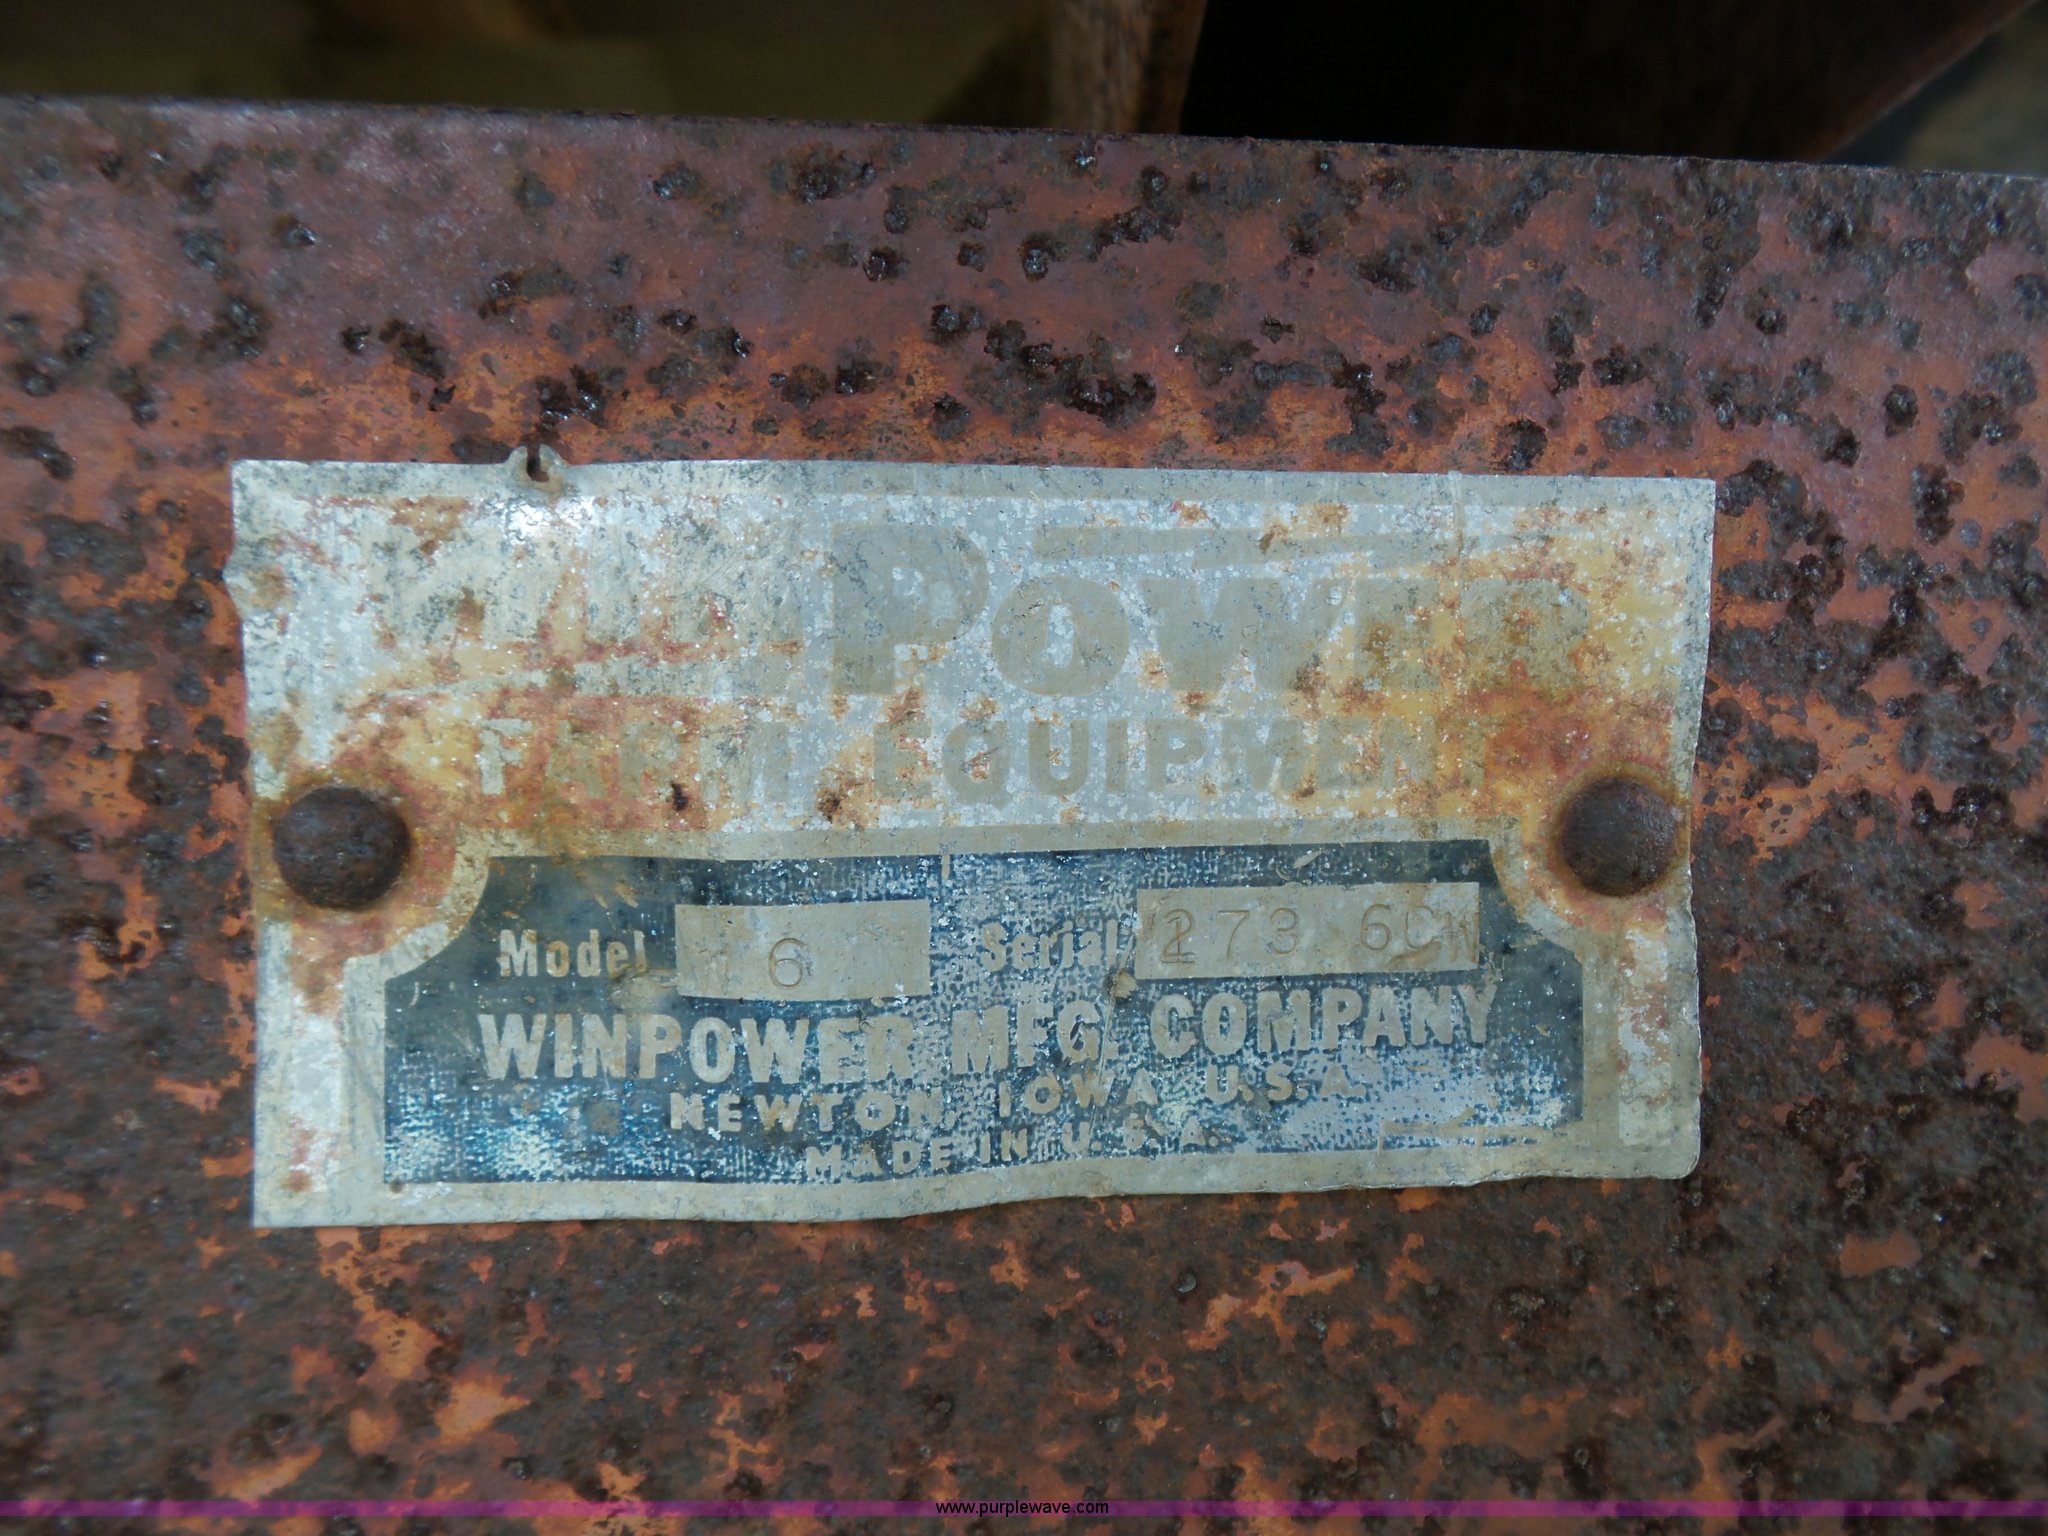 Power
FARM EQUIPMENT
Model 6 Serial 273 6CW
WINPOWER MFG. COMPANY
NEWTON, IOWA U.S.A.
MADE IN U.S.A.
www.purplewave.com